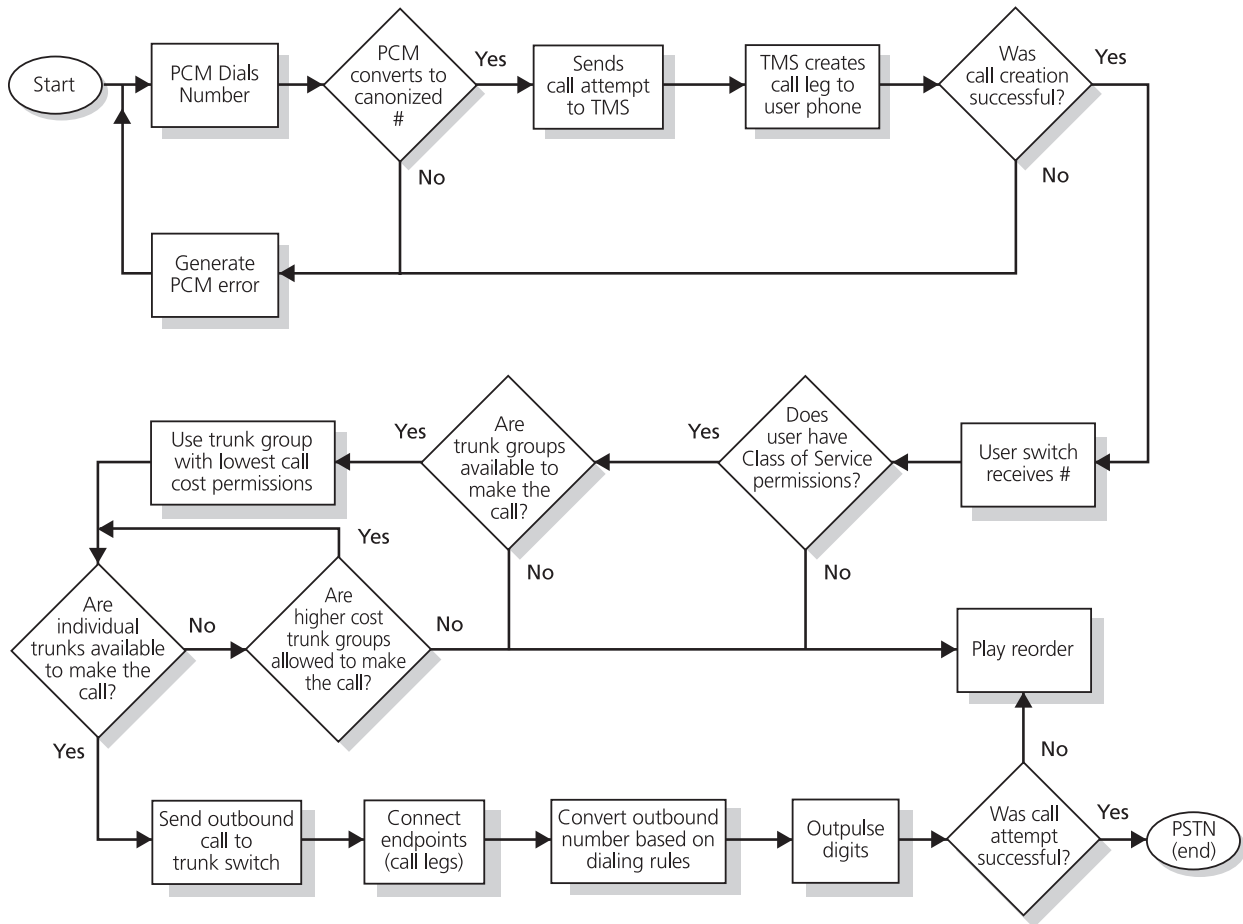 Start
PCM Dials
Number
PCM
converts to
canonized
#
Yes
No
Sends
call attempt
to TMS
TMS creates
call leg to
user phone
Was
call creation
successful?
Yes
No
Generate
PCM error
Use trunk group
with lowest call
cost permissions
Yes
Are
trunk groups
available to
make the
call?
No
Yes
Does
user have
Class of Service
permissions?
No
User switch
receives #
Are
individual
trunks available
to make the
call?
No
Yes
Yes
Are
higher cost
trunk groups
allowed to make
the call?
No
Play reorder
Send outbound
call to
trunk switch
Connect
endpoints
(call legs)
Convert outbound
number based on
dialing rules
Outpulse
digits
No
Was call
attempt
successful?
Yes
PSTN
(end)